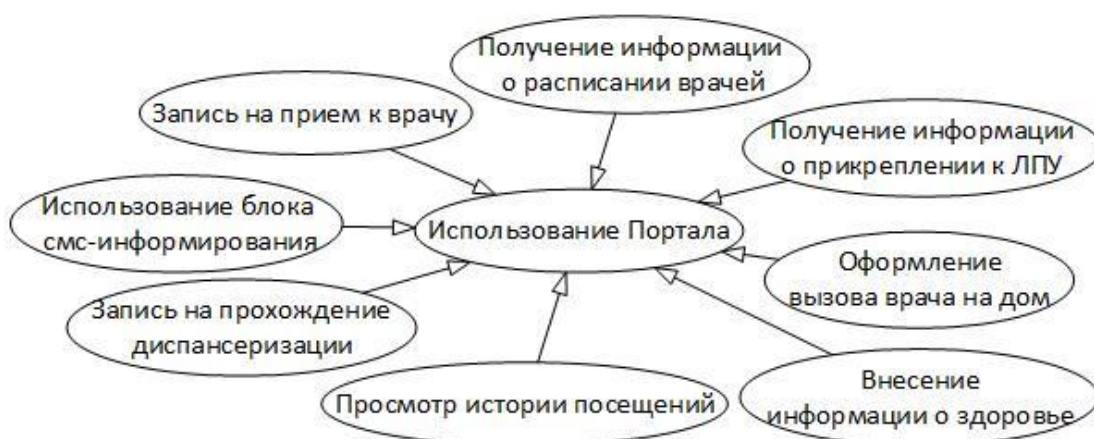 Получение информации
о расписании врачей
Запись на прием к врачу
Получение информации
о прикреплении к ЛПУ
Использование блока
смс-информирования
Использование Портала
Оформление
вызова врача на дом
Запись на прохождение
диспансеризации
Просмотр истории посещений
Внесение
информации о здоровье